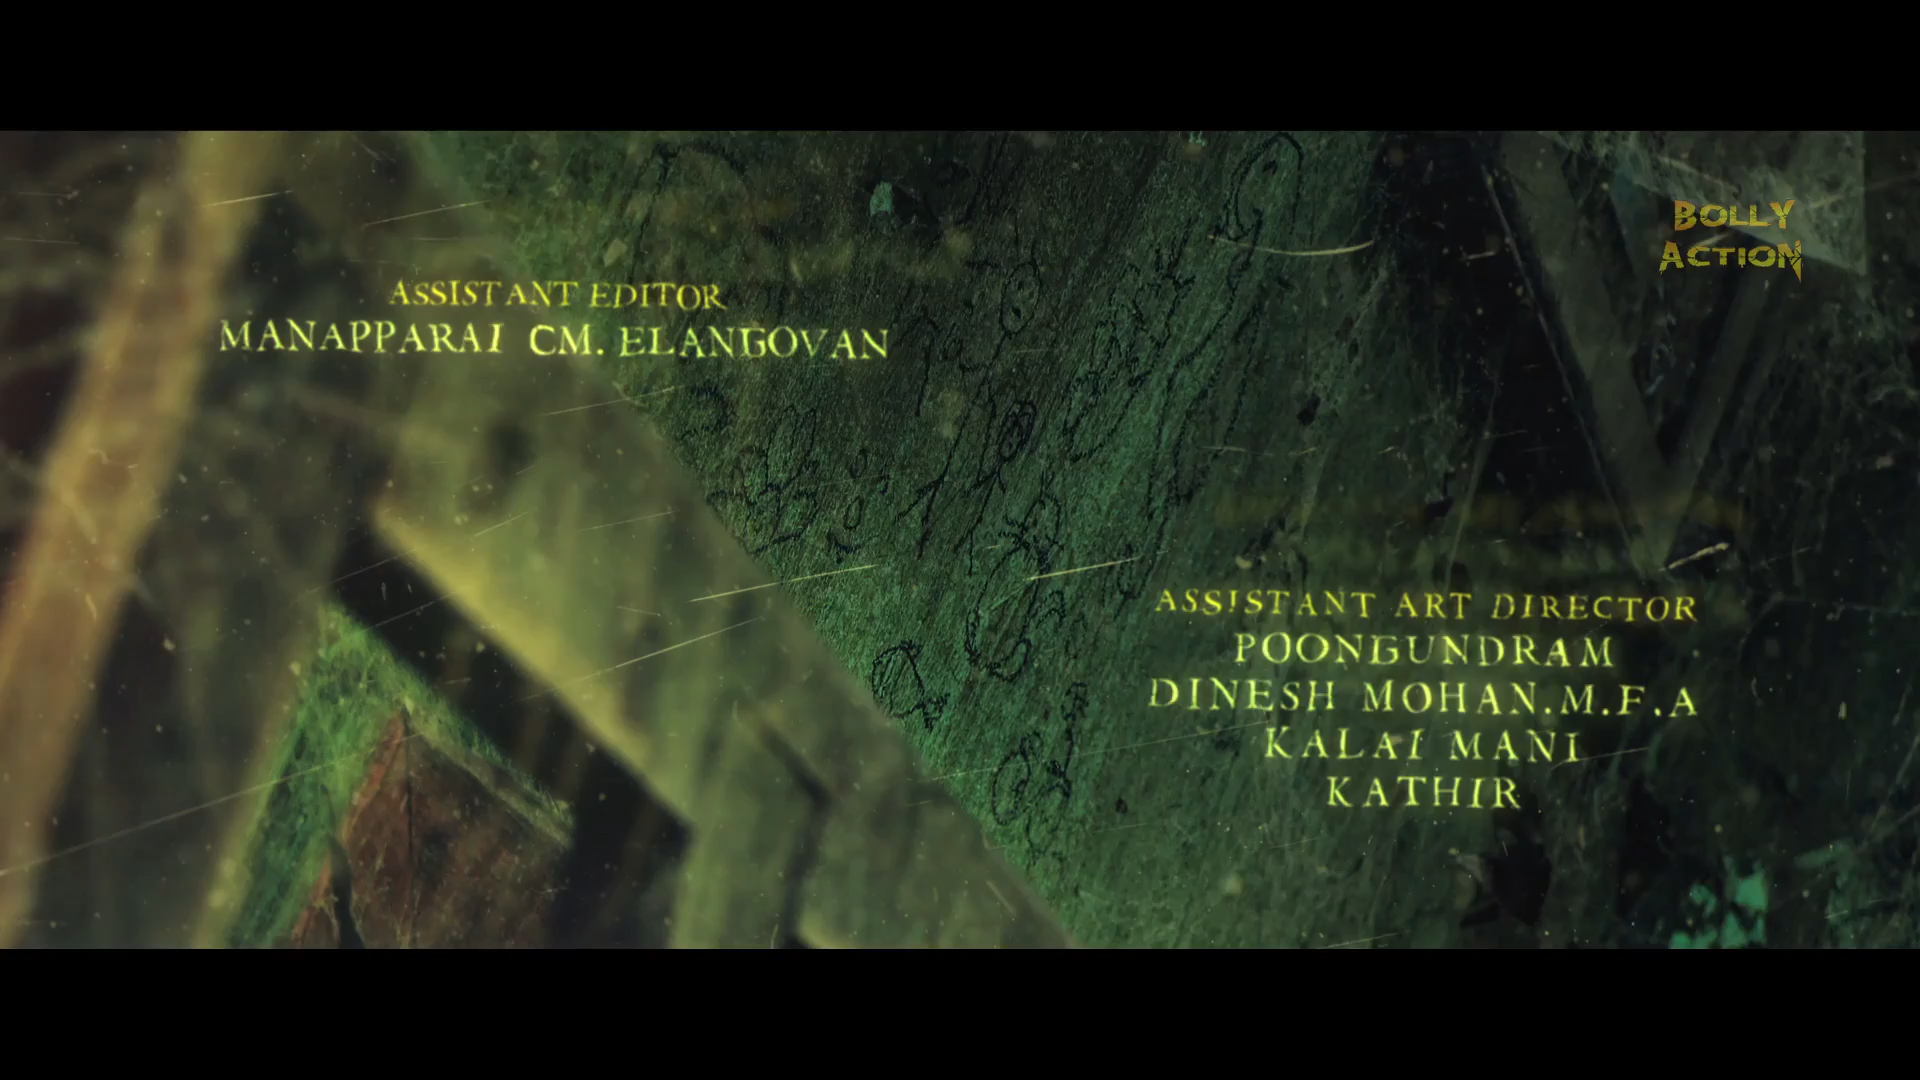 BOLLY
ACTION
ASSISTANT EDITOR
MANAPPARAI CM. ELANGOVAN
ASSISTANT ART DIRECTOR
POONGUNDRAM
DINESH MOHAN.M.F.A
KALAI MANI
KATHIR